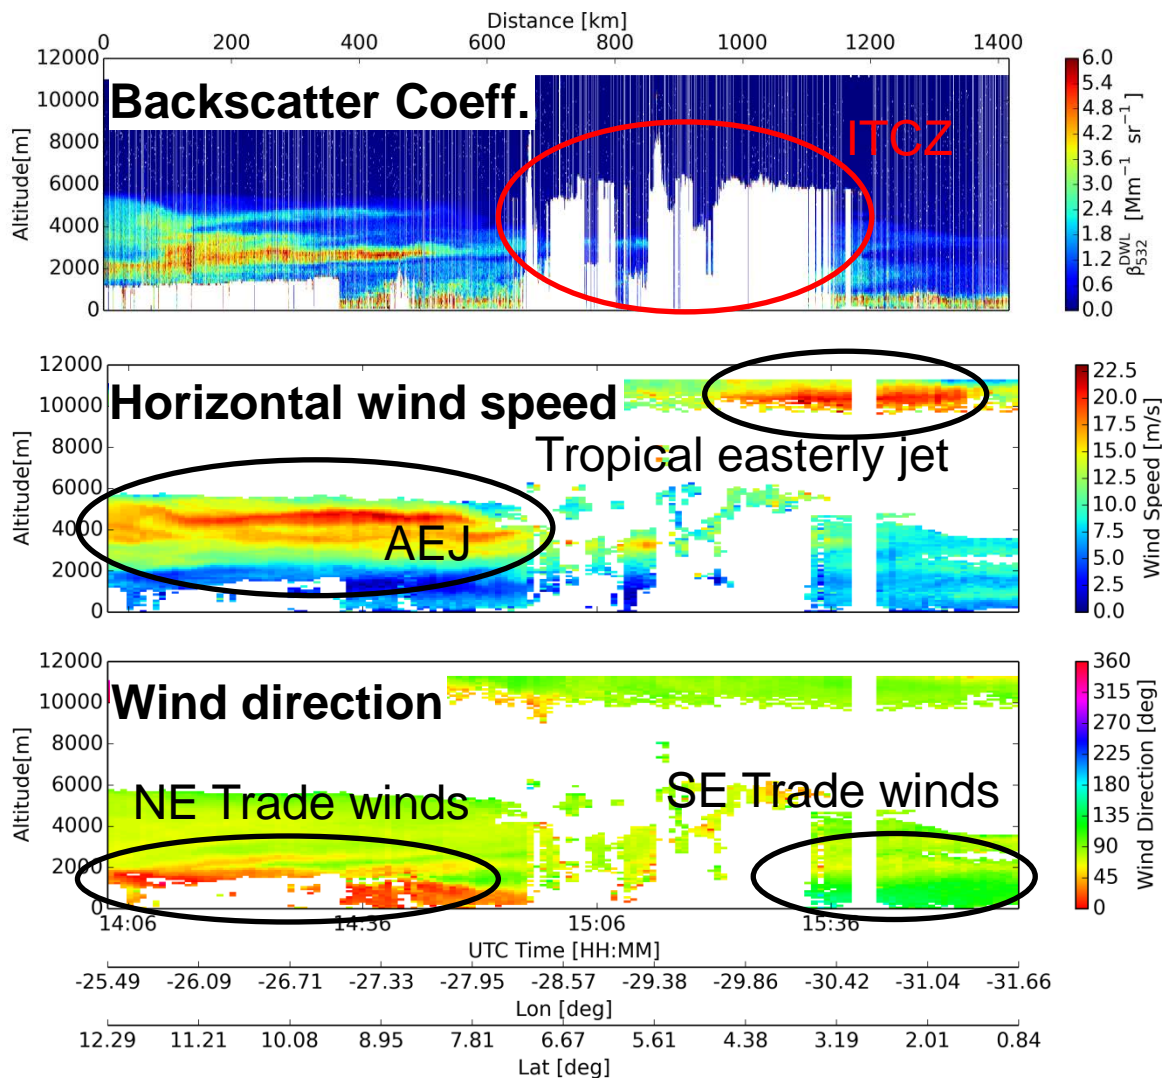 Distance [km]
0 200 400 600 800 1000 1200 1400
12000
10000
8000
6000
4000
2000
0
Altitude[m]
Backscatter Coeff.
ITCZ
6.0
5.4
4.8
4.2
3.6
3.0
2.4
1.8
1.2
0.6
0.0
β532DWL [Mm−1 sr−1]
12000
10000
8000
6000
4000
2000
0
Altitude[m]
Horizontal wind speed
Tropical easterly jet
AEJ
22.5
20.0
17.5
15.0
12.5
10.0
7.5
5.0
2.5
0.0
Wind Speed [m/s]
12000
10000
8000
6000
4000
2000
0
Altitude[m]
Wind direction
NE Trade winds
SE Trade winds
360
315
270
225
180
135
90
45
0
Wind Direction [deg]
14:06 14:36 15:06 15:36
UTC Time [HH:MM]
-25.49 -26.09 -26.71 -27.33 -27.95 -28.57 -29.38 -29.86 -30.42 -31.04 -31.66
Lon [deg]
12.29 11.21 10.08 8.95 7.81 6.67 5.61 4.38 3.19 2.01 0.84
Lat [deg]